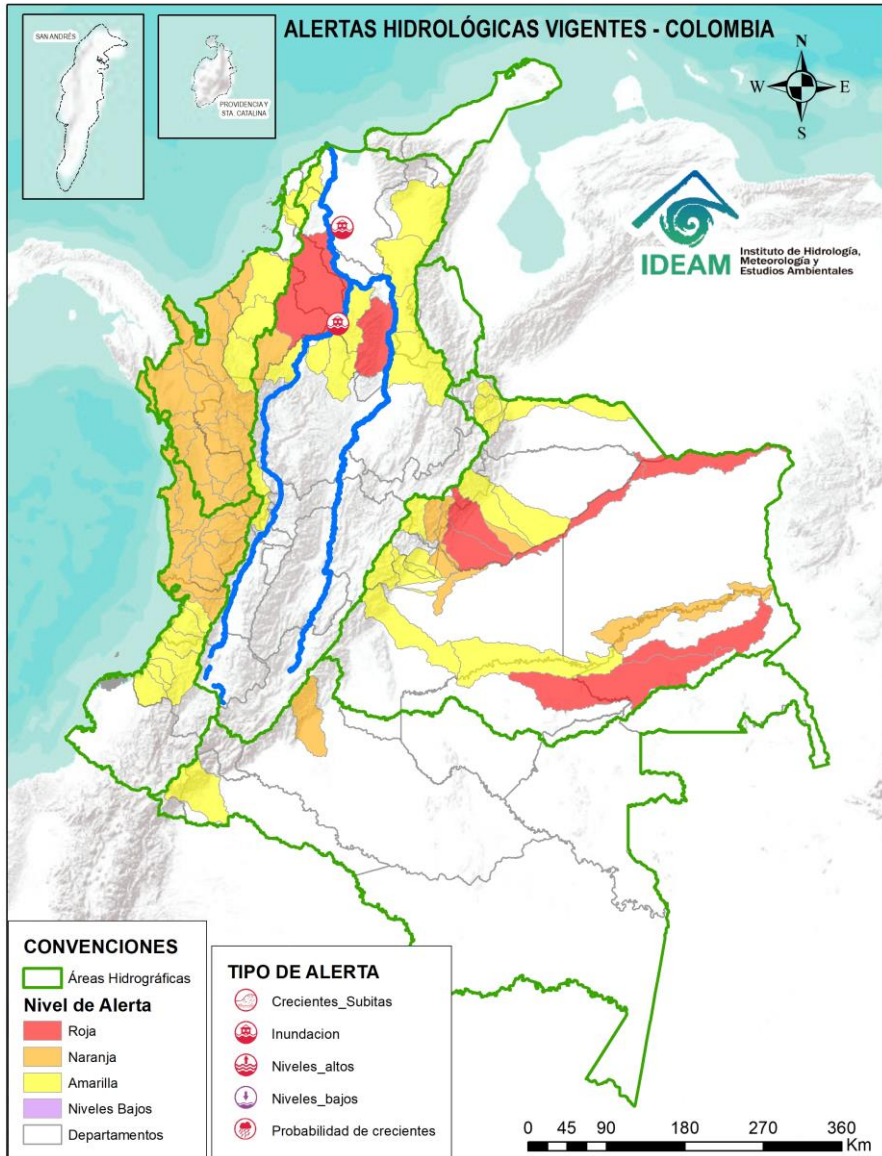 ALERTAS HIDROLÓGICAS VIGENTES - COLOMBIA
SAN ANDRÉS
PROVIDENCIA Y
STA. CATALINA
N
W
E
S
IDEAM
Instituto de Hidrología,
Meteorología y
Estudios Ambientales
CONVENCIONES
Áreas Hidrográficas
Nivel de Alerta
Roja
Naranja
Amarilla
Niveles Bajos
Departamentos
TIPO DE ALERTA
Crecientes_Subitas
Inundacion
Niveles_altos
Niveles_bajos
Probabilidad de crecientes
0 45 90 180 270 360
Km